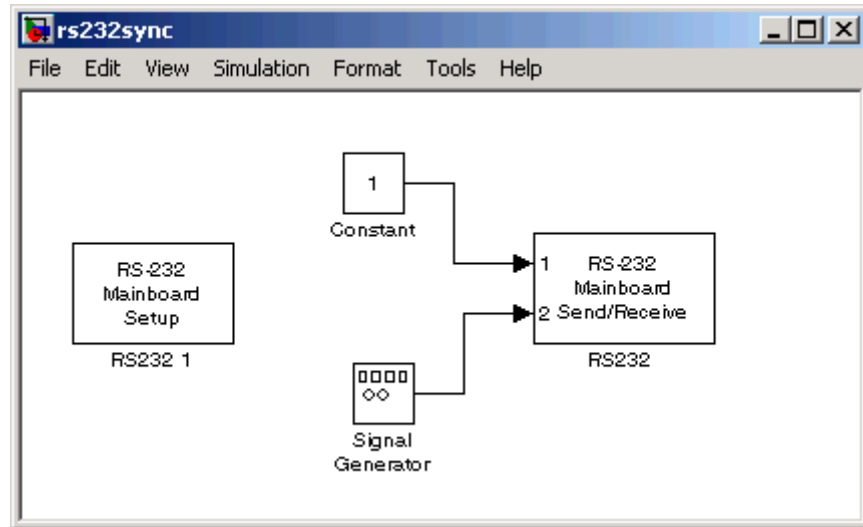 rs232sync
File Edit View Simulation Format Tools Help
1
Constant
RS-232
Mainboard
Setup
RS232 1
1 RS-232
Mainboard
2 Send/Receive
RS232
Signal
Generator